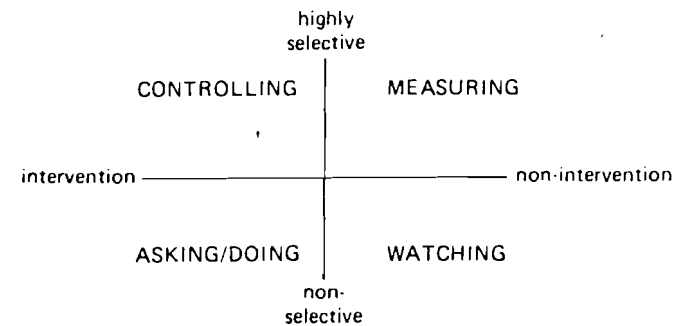 highly
selective
CONTROLLING MEASURING
intervention non-intervention
ASKING/DOING WATCHING
non-
selective